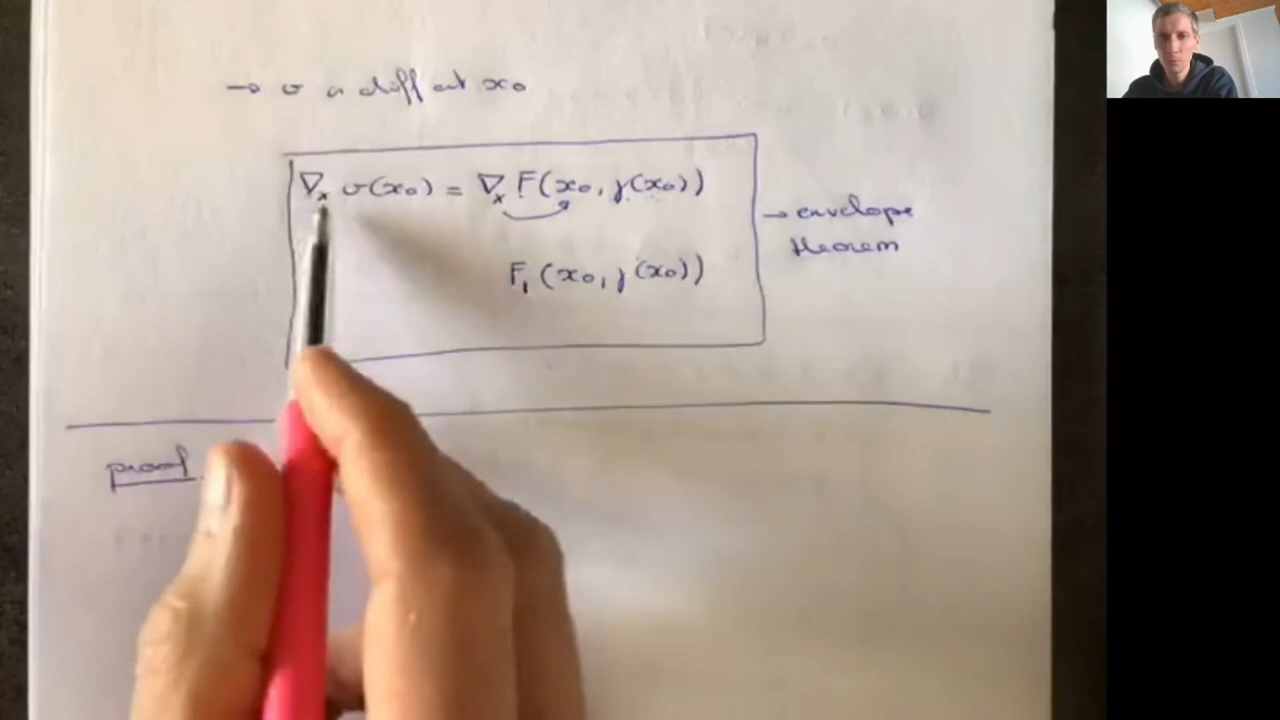 → v is diff at x₀
∇ₓ v(x₀) = ∇ₓ F(x₀, y(x₀))
F₁(x₀, y(x₀))
→ envelope
theorem
proof